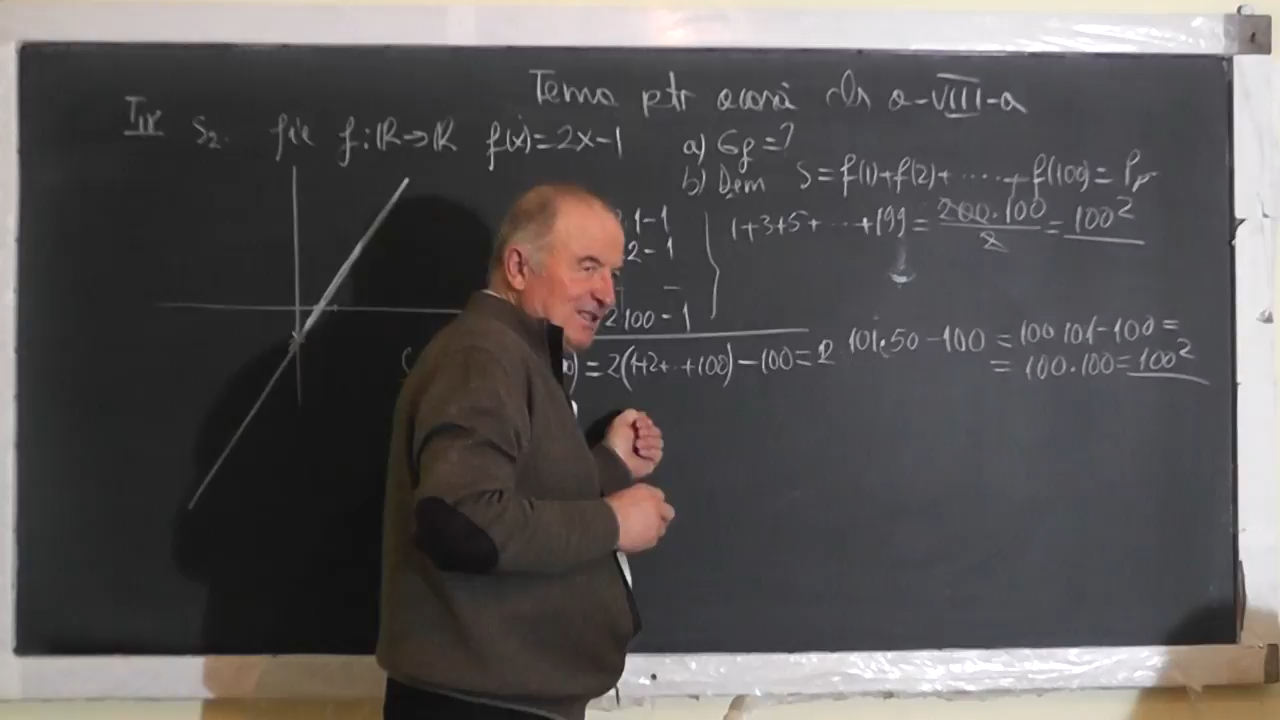 Tema ptr acasă cls a-VIII-a
T IV S2. fie f:ℝ→ℝ f(x)=2x-1 a) Gf=?
b) Dem S=f(1)+f(2)+.....+f(100)= Pp
1-1
2-1
2 100-1
1+3+5+...+199=200.100/2=100²
)=2(1+2+..+100)-100=2 101.50-100=100 101-100=
=100.100=100²